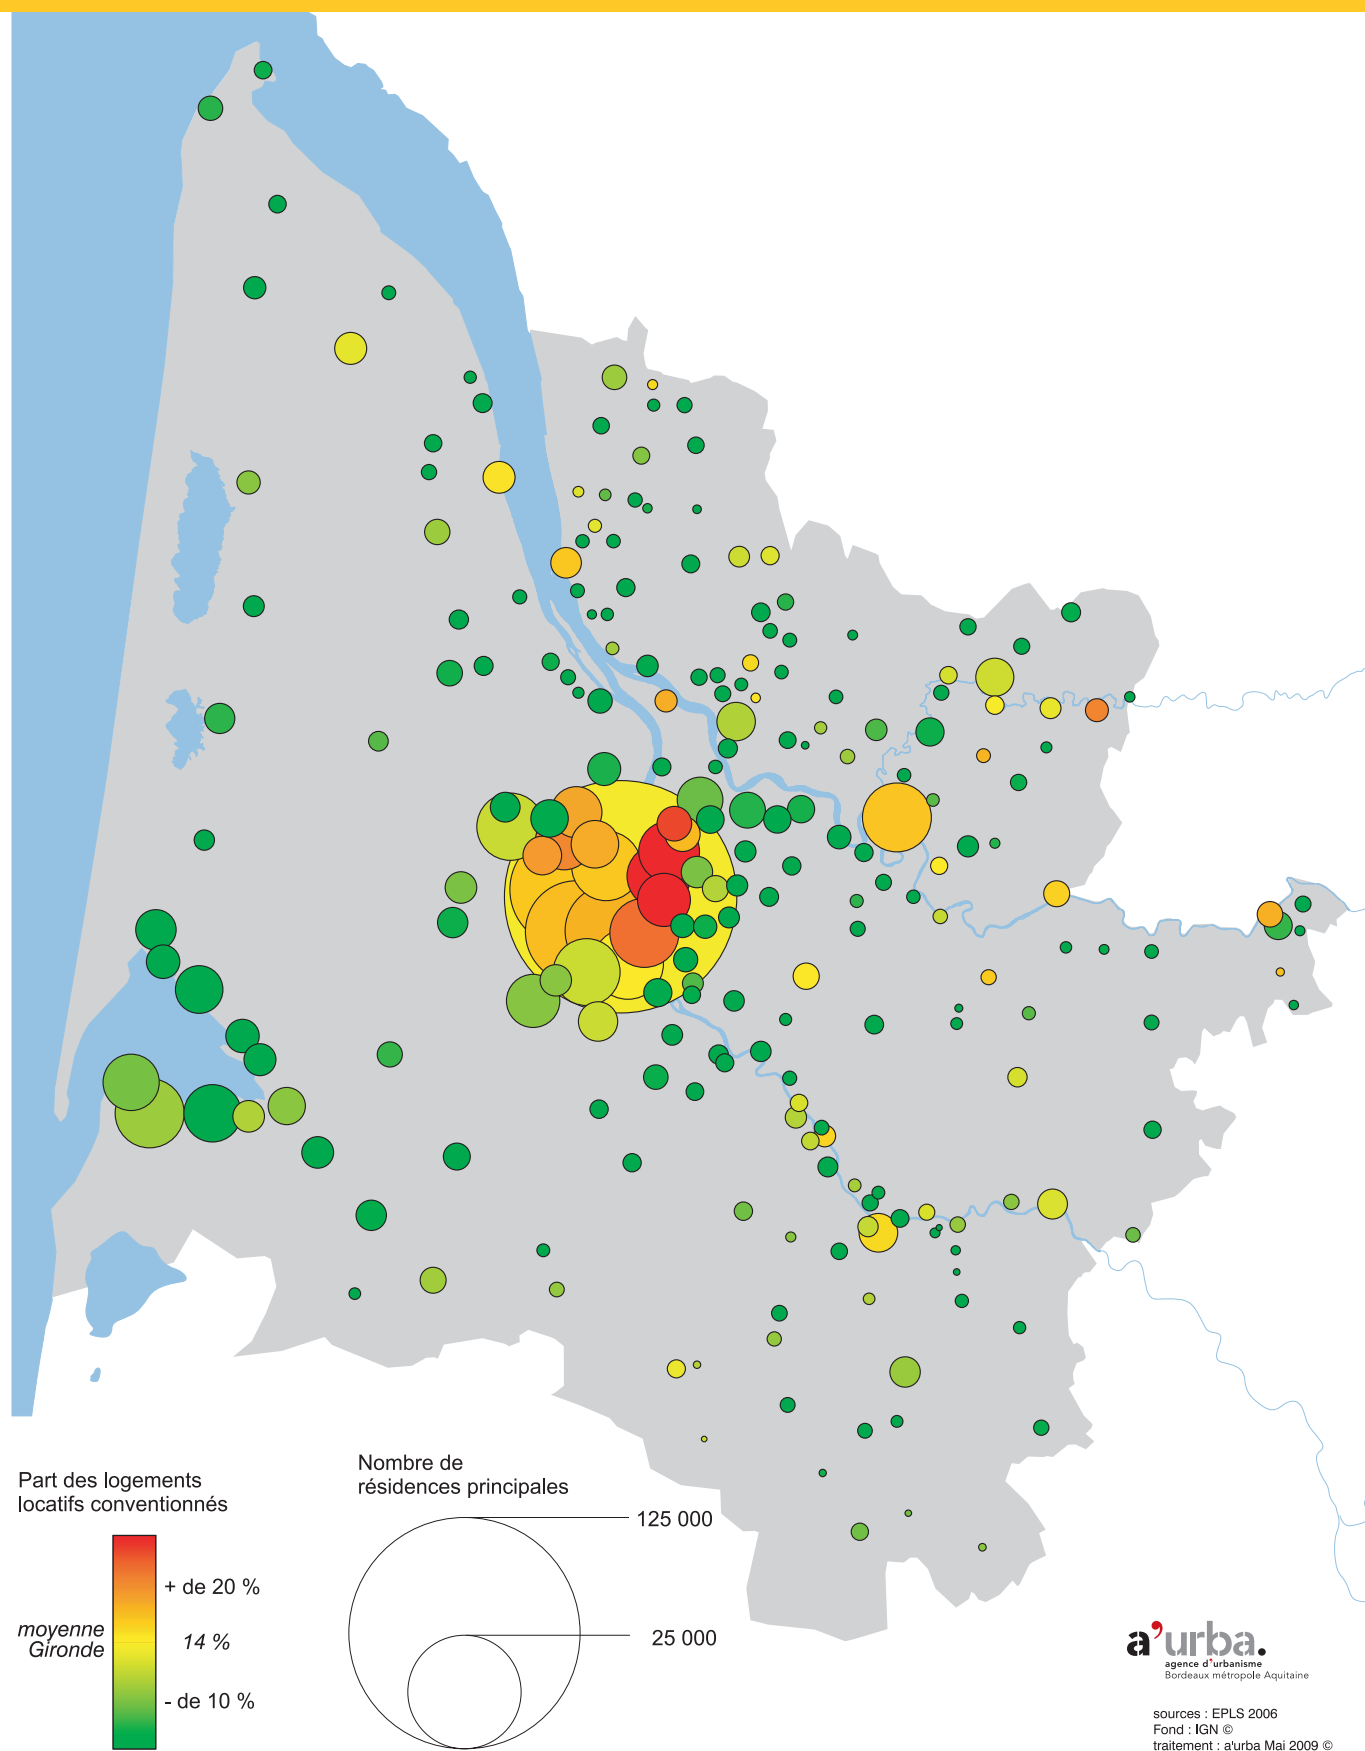 Part des logements
locatifs conventionnés
+ de 20 %
moyenne
Gironde
14 %
- de 10 %
Nombre de
résidences principales
125 000
25 000
a'urba.
agence d'urbanisme
Bordeaux métropole Aquitaine
sources : EPLS 2006
Fond : IGN ©
traitement : a'urba Mai 2009 ©